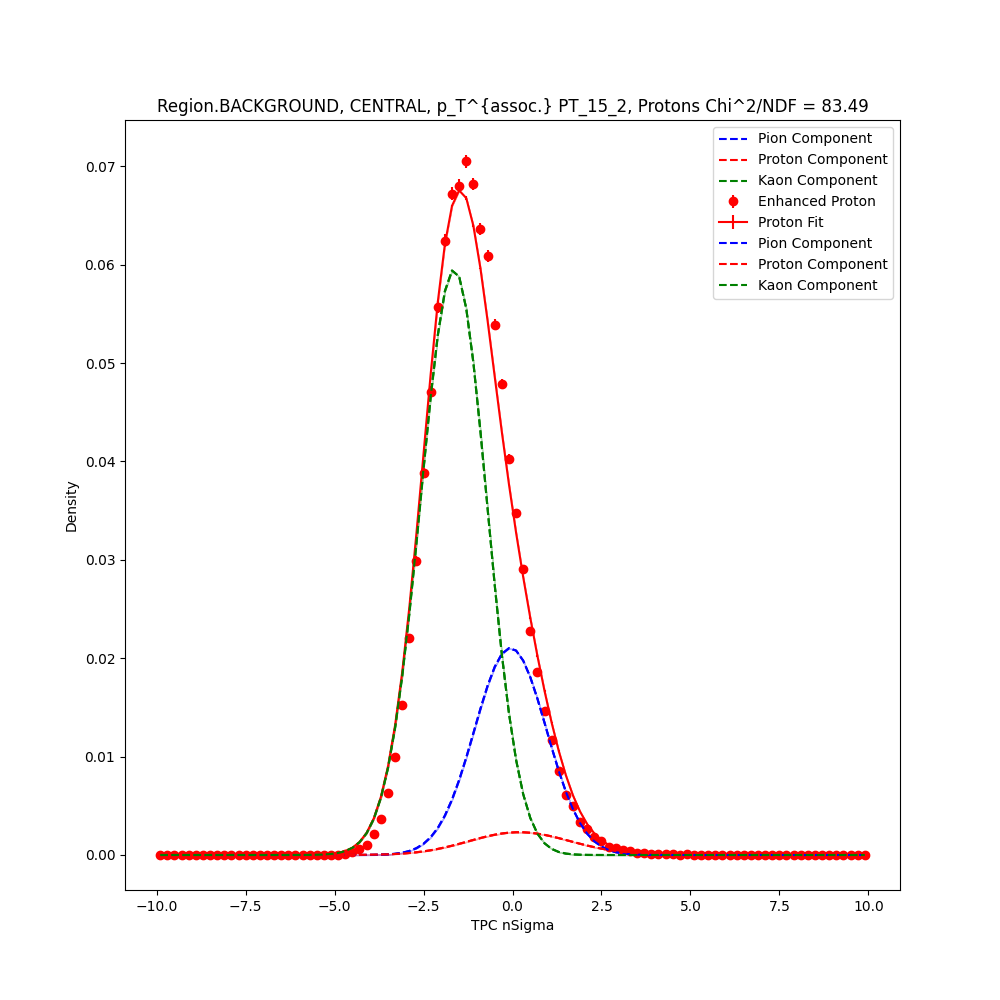 Region.BACKGROUND, CENTRAL, p_T^{assoc.} PT_15_2, Protons Chi^2/NDF = 83.49
Pion Component
Proton Component
Kaon Component
Enhanced Proton
Proton Fit
Pion Component
Proton Component
Kaon Component
0.07
0.06
0.05
0.04
0.03
0.02
0.01
0.00
Density
−10.0 −7.5 −5.0 −2.5 0.0 2.5 5.0 7.5 10.0
TPC nSigma